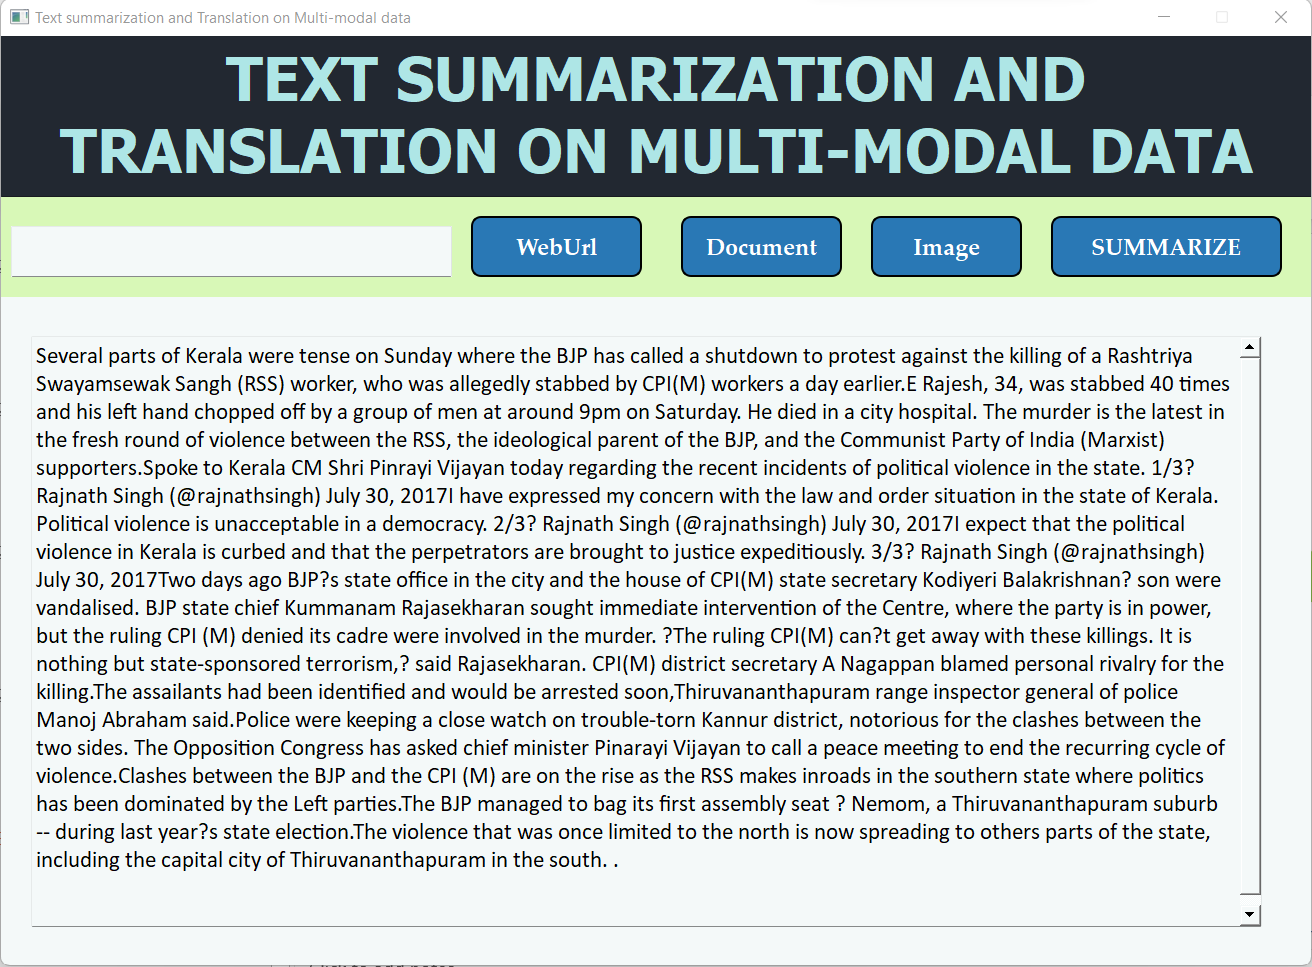 Text summarization and Translation on Multi-modal data
TEXT SUMMARIZATION AND
TRANSLATION ON MULTI-MODAL DATA
WebUrl Document Image SUMMARIZE
Several parts of Kerala were tense on Sunday where the BJP has called a shutdown to protest against the killing of a Rashtriya
Swayamsewak Sangh (RSS) worker, who was allegedly stabbed by CPI(M) workers a day earlier.E Rajesh, 34, was stabbed 40 times
and his left hand chopped off by a group of men at around 9pm on Saturday. He died in a city hospital. The murder is the latest in
the fresh round of violence between the RSS, the ideological parent of the BJP, and the Communist Party of India (Marxist)
supporters.Spoke to Kerala CM Shri Pinrayi Vijayan today regarding the recent incidents of political violence in the state. 1/3?
Rajnath Singh (@rajnathsingh) July 30, 2017I have expressed my concern with the law and order situation in the state of Kerala.
Political violence is unacceptable in a democracy. 2/3? Rajnath Singh (@rajnathsingh) July 30, 2017I expect that the political
violence in Kerala is curbed and that the perpetrators are brought to justice expeditiously. 3/3? Rajnath Singh (@rajnathsingh)
July 30, 2017Two days ago BJP?s state office in the city and the house of CPI(M) state secretary Kodiyeri Balakrishnan? son were
vandalised. BJP state chief Kummanam Rajasekharan sought immediate intervention of the Centre, where the party is in power,
but the ruling CPI (M) denied its cadre were involved in the murder. ?The ruling CPI(M) can?t get away with these killings. It is
nothing but state-sponsored terrorism,? said Rajasekharan. CPI(M) district secretary A Nagappan blamed personal rivalry for the
killing.The assailants had been identified and would be arrested soon,Thiruvananthapuram range inspector general of police
Manoj Abraham said.Police were keeping a close watch on trouble-torn Kannur district, notorious for the clashes between the
two sides. The Opposition Congress has asked chief minister Pinarayi Vijayan to call a peace meeting to end the recurring cycle of
violence.Clashes between the BJP and the CPI (M) are on the rise as the RSS makes inroads in the southern state where politics
has been dominated by the Left parties.The BJP managed to bag its first assembly seat ? Nemom, a Thiruvananthapuram suburb
-- during last year?s state election.The violence that was once limited to the north is now spreading to others parts of the state,
including the capital city of Thiruvananthapuram in the south. .